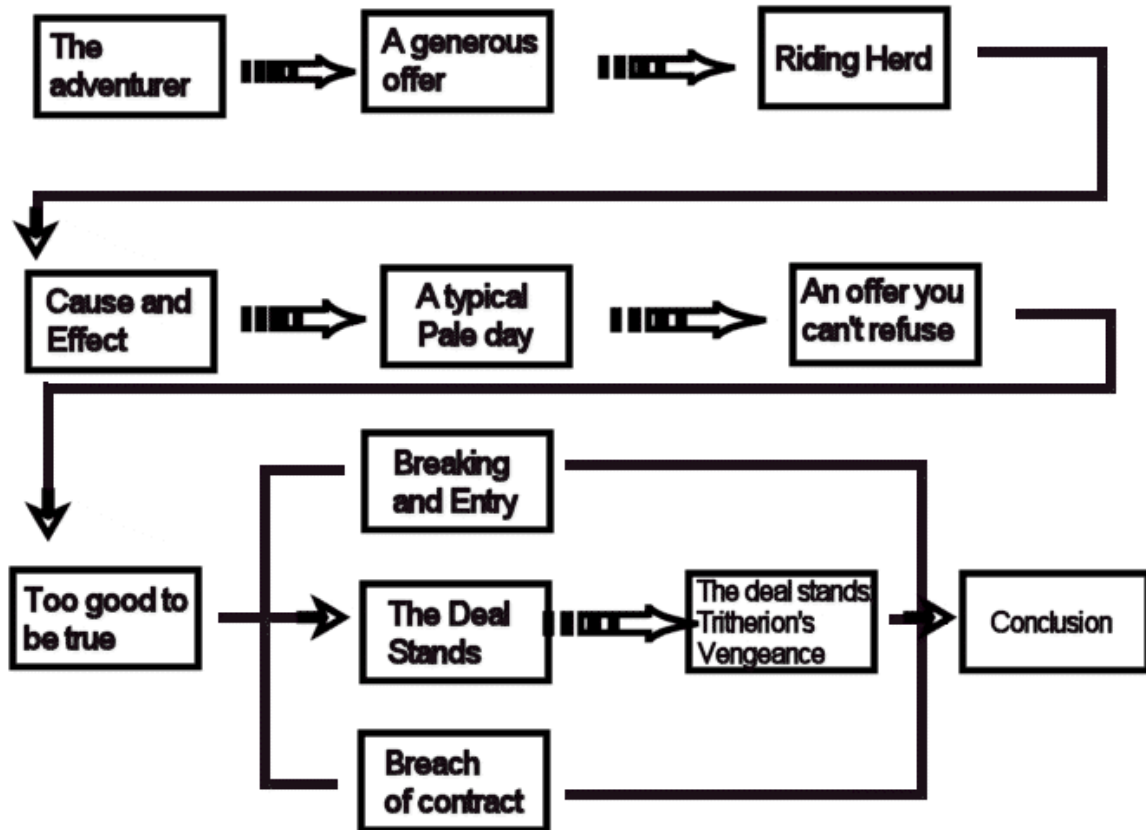 The
adventurer
A generous
offer
Riding Herd
Cause and
Effect
A typical
Pale day
An offer you
can't refuse
Too good to
be true
Breaking
and Entry
The Deal
Stands
The deal stands:
Tritherion's
Vengeance
Conclusion
Breach
of contract